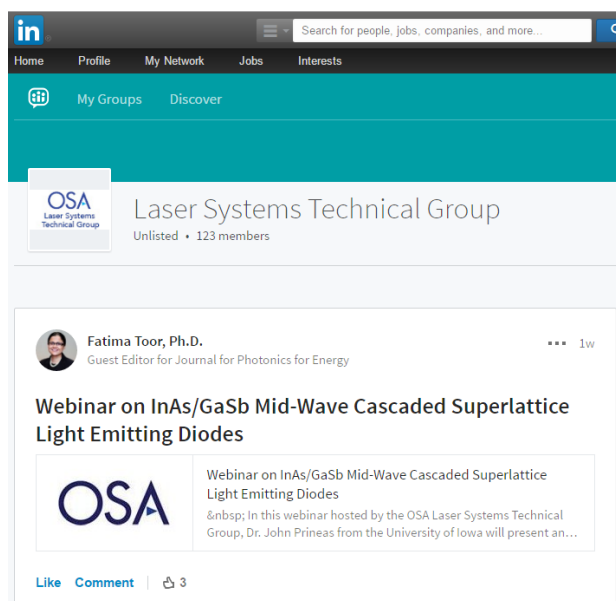 in
Search for people, jobs, companies, and more...
Home Profile My Network Jobs Interests
My Groups Discover
OSA
Laser Systems
Technical Group
Laser Systems Technical Group
Unlisted • 123 members
Fatima Toor, Ph.D.
1w
Guest Editor for Journal for Photonics for Energy
Webinar on InAs/GaSb Mid-Wave Cascaded Superlattice
Light Emitting Diodes
OSA
Webinar on InAs/GaSb Mid-Wave Cascaded Superlattice
Light Emitting Diodes
&nbsp; In this webinar hosted by the OSA Laser Systems Technical
Group, Dr. John Prineas from the University of Iowa will present an...
Like Comment 3